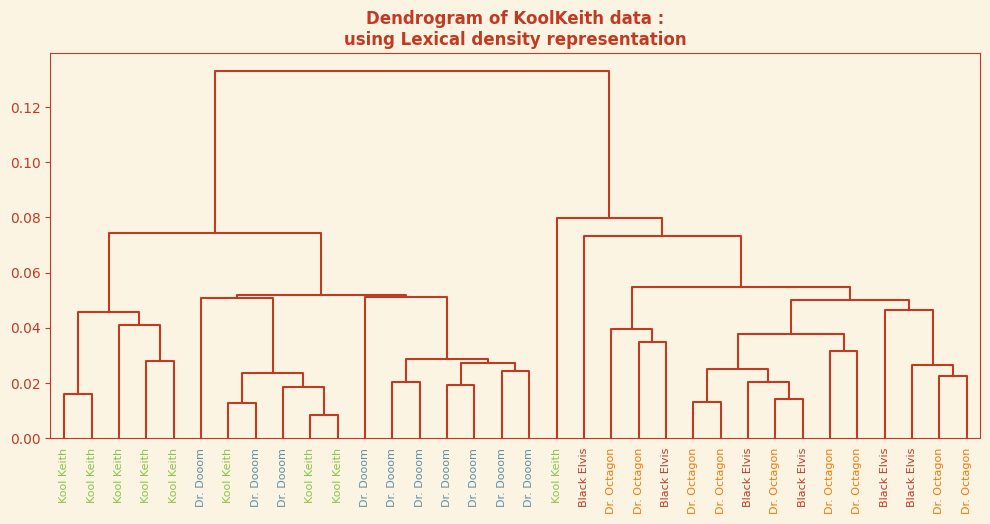 Dendrogram of KoolKeith data :
using Lexical density representation
0.12
0.10
0.08
0.06
0.04
0.02
0.00
Kool Keith
Kool Keith
Kool Keith
Kool Keith
Kool Keith
Dr. Dooom
Kool Keith
Dr. Dooom
Dr. Dooom
Kool Keith
Kool Keith
Dr. Dooom
Dr. Dooom
Dr. Dooom
Dr. Dooom
Dr. Dooom
Dr. Dooom
Dr. Dooom
Kool Keith
Black Elvis
Dr. Octagon
Dr. Octagon
Black Elvis
Dr. Octagon
Dr. Octagon
Black Elvis
Dr. Octagon
Black Elvis
Dr. Octagon
Dr. Octagon
Black Elvis
Black Elvis
Dr. Octagon
Dr. Octagon